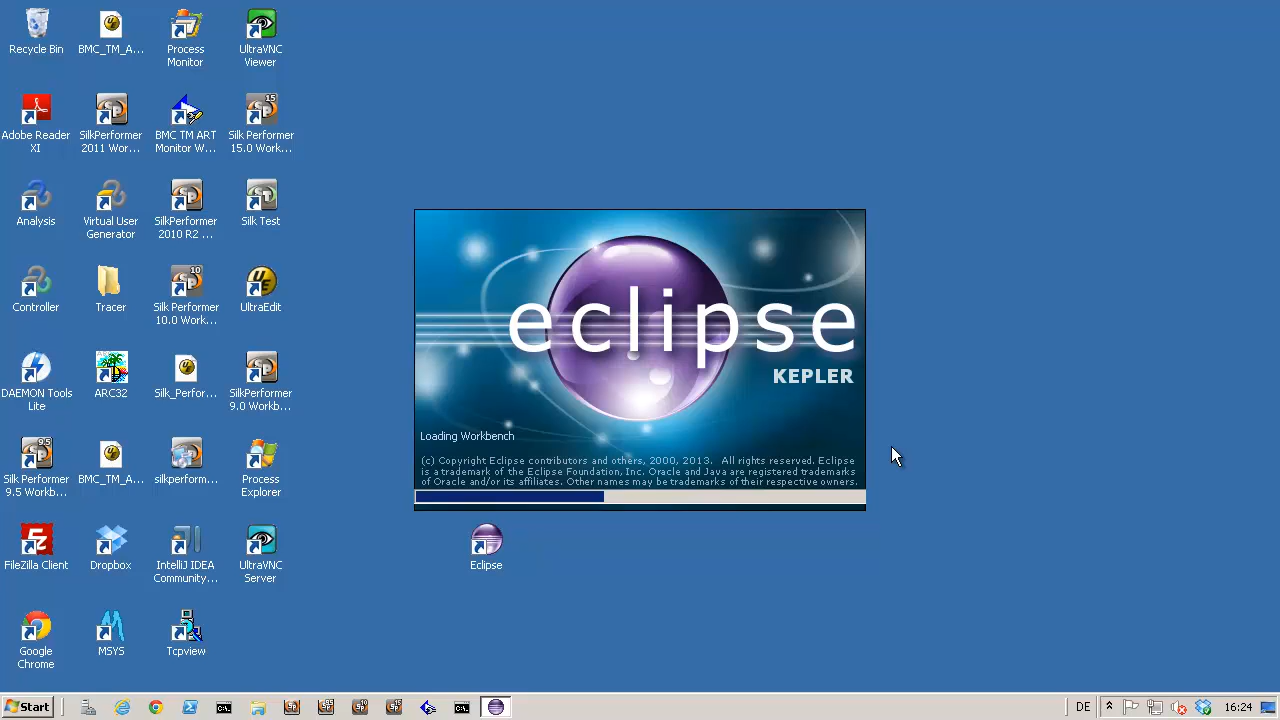 Recycle Bin
BMC_TM_A...
Process
Monitor
UltraVNC
Viewer
Adobe Reader
XI
SilkPerformer
2011 Wor...
BMC TM ART
Monitor W...
15
Silk Performer
15.0 Work...
Analysis
Virtual User
Generator
SilkPerformer
2010 R2 ...
Silk Test
Controller
Tracer
10
Silk Performer
10.0 Work...
UE
UltraEdit
DAEMON Tools
Lite
ARC32
Silk_Perfor...
SilkPerformer
9.0 Workb...
9.5
Silk Performer
9.5 Workb...
BMC_TM_A...
silkperform...
Process
Explorer
FileZilla Client
Dropbox
IntelliJ IDEA
Community...
UltraVNC
Server
Google
Chrome
MSYS
Tcpview
eclipse
KEPLER
Loading Workbench
(c) Copyright Eclipse contributors and others, 2000, 2013. All rights reserved. Eclipse
is a trademark of the Eclipse Foundation, Inc. Oracle and Java are registered trademarks
of Oracle and/or its affiliates. Other names may be trademarks of their respective owners.
Eclipse
Start
DE
16:24